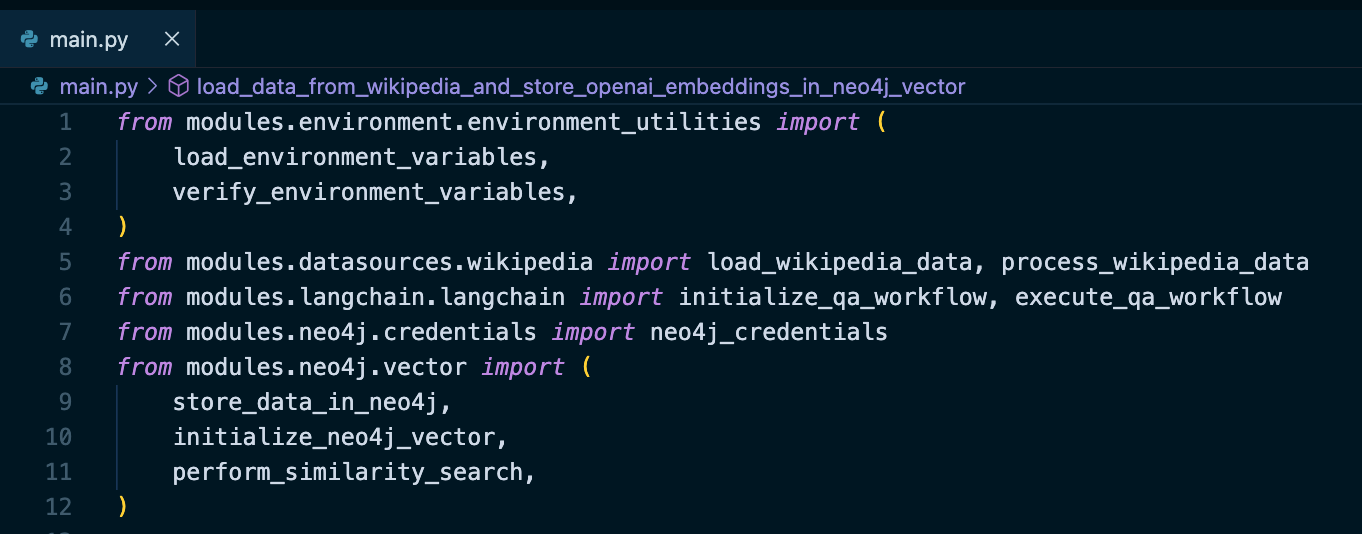 main.py
main.py > load_data_from_wikipedia_and_store_openai_embeddings_in_neo4j_vector
1 from modules.environment.environment_utilities import (
2     load_environment_variables,
3     verify_environment_variables,
4 )
5 from modules.datasources.wikipedia import load_wikipedia_data, process_wikipedia_data
6 from modules.langchain.langchain import initialize_qa_workflow, execute_qa_workflow
7 from modules.neo4j.credentials import neo4j_credentials
8 from modules.neo4j.vector import (
9     store_data_in_neo4j,
10     initialize_neo4j_vector,
11     perform_similarity_search,
12 )